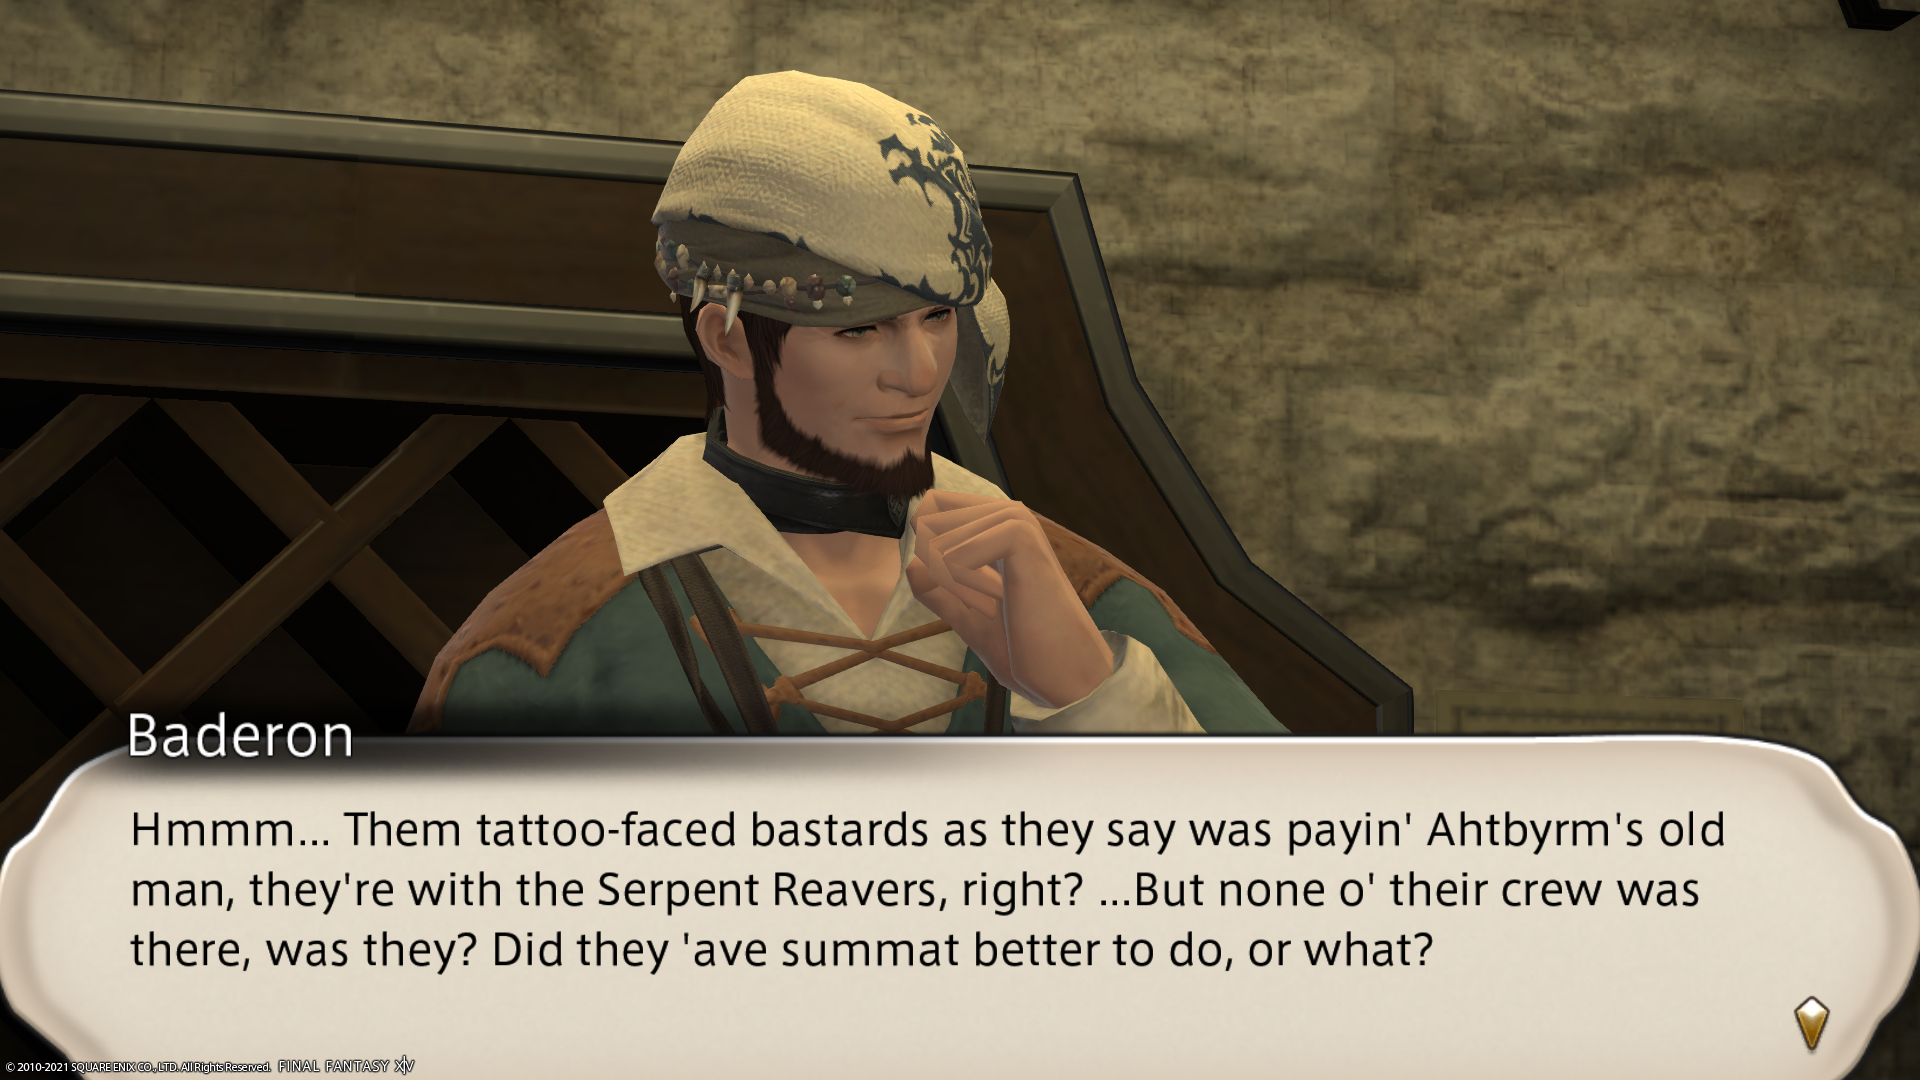 Baderon
Hmmm... Them tattoo-faced bastards as they say was payin' Ahtbyrm's old
man, they're with the Serpent Reavers, right? ...But none o' their crew was
there, was they? Did they 'ave summat better to do, or what?
© 2010-2021 SQUARE ENIX CO., LTD. All Rights Reserved. FINAL FANTASY XIV